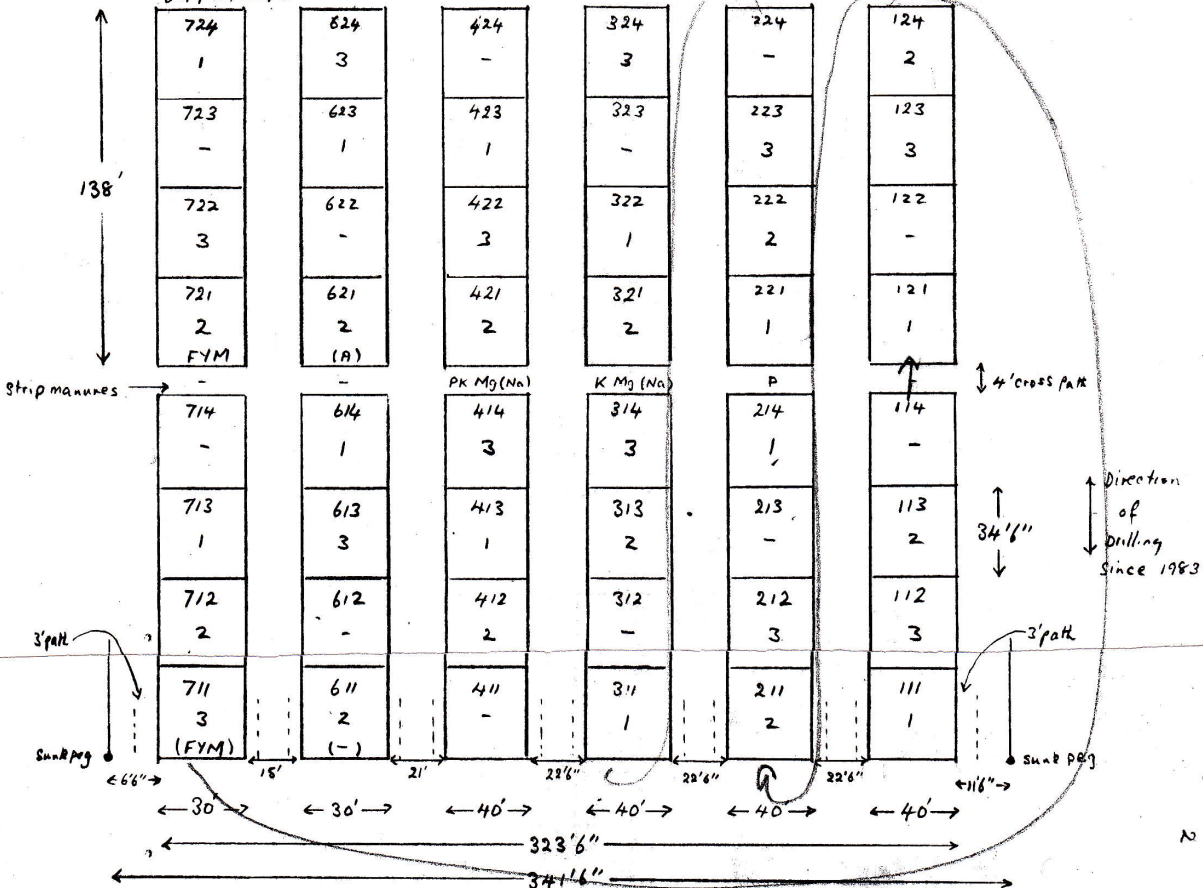 724 624 424 324 224 124
1 3 - 3 - 2
723 623 423 323 223 123
- 1 1 - 3 3
138'
722 622 422 322 222 122
3 - 3 1 2 -
721 621 421 321 221 121
2 2 2 2 1 1
FYM (A)
Strip manures - - PK Mg (Na) K Mg (Na) P - 4' cross path
714 614 414 314 214 114
- 1 3 3 1 -
713 613 413 313 213 113
1 3 1 2 - 2
34'6"
Direction
of
Drilling
Since 1983
712 612 412 312 212 112
2 - 2 - 3 3
3' path 3' path
711 611 411 311 211 111
3 2 - 1 2 1
(FYM) (-)
Sunk peg sunk peg
6'6" 15' 21' 22'6" 22'6" 22'6" 11'6"
30' 30' 40' 40' 40' 40'
323'6"
N
341'6"